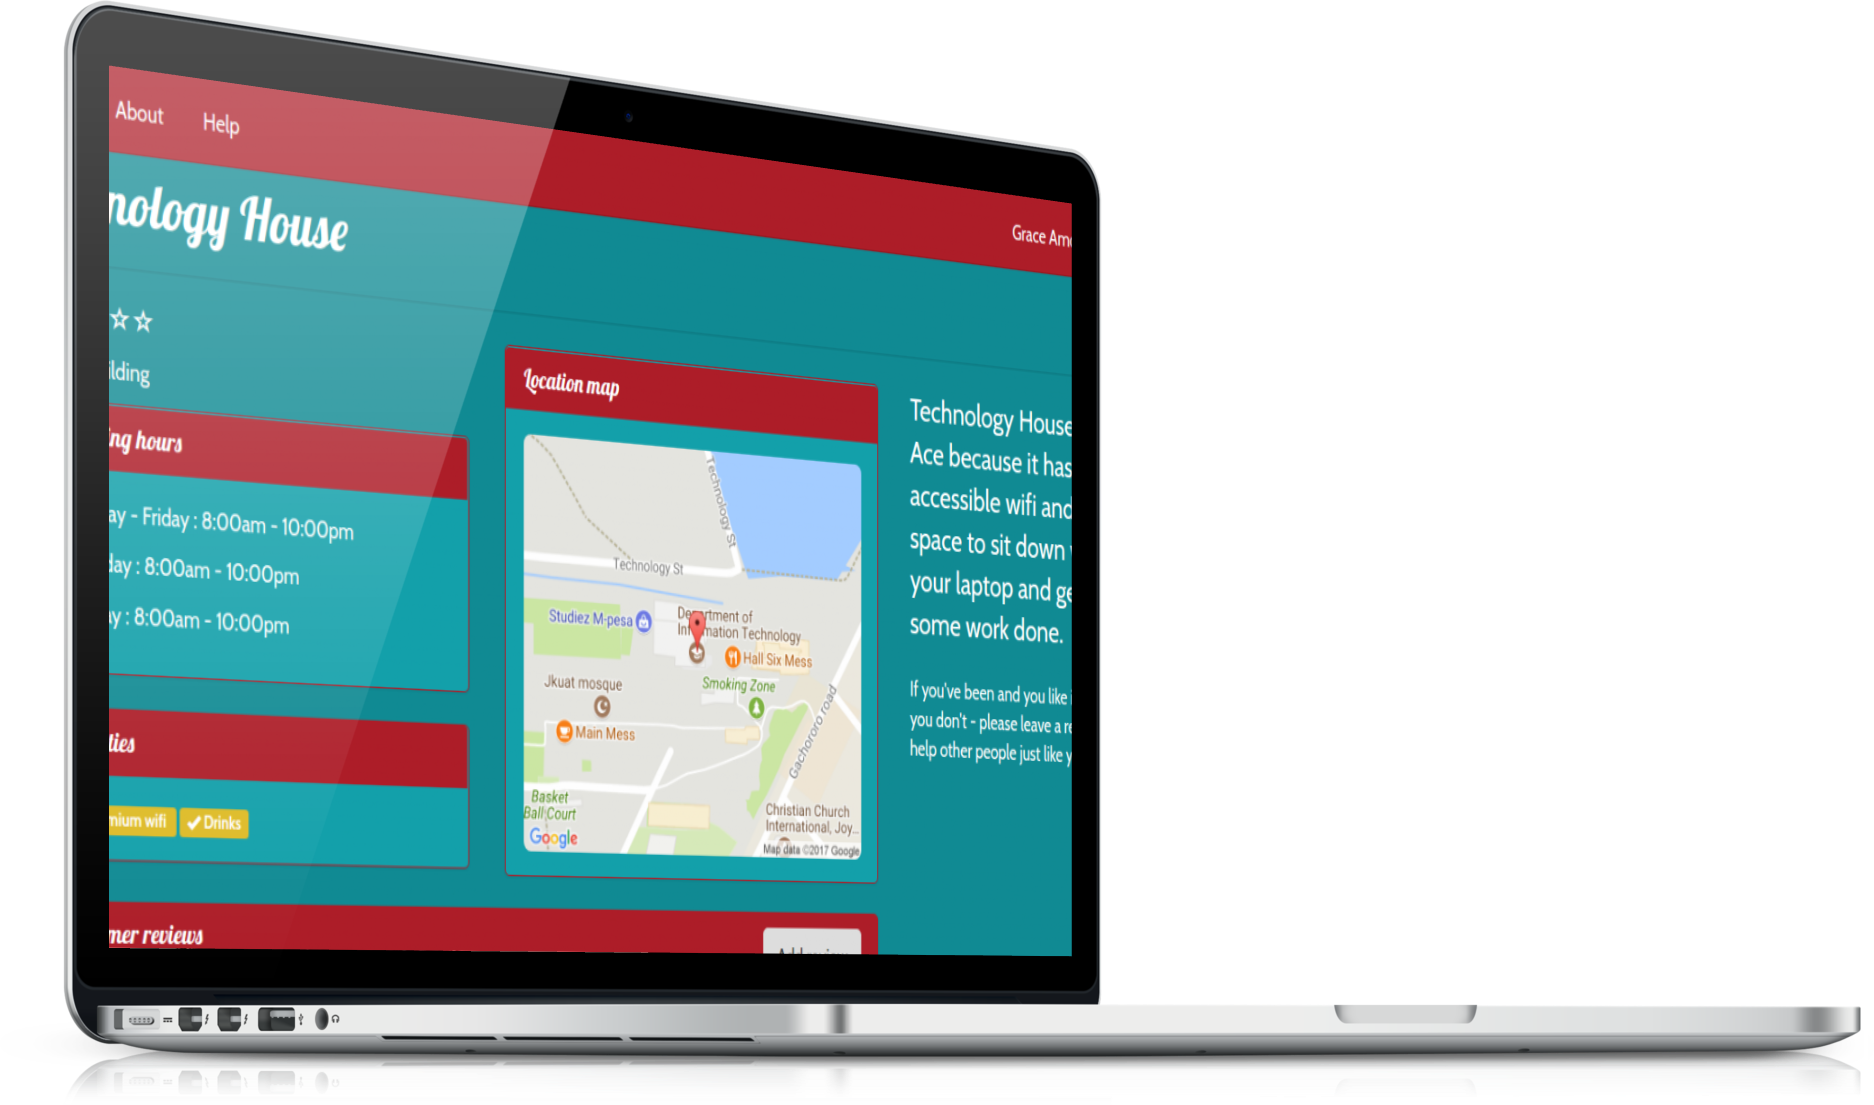 About Help
Grace Amo
nology House
☆☆
ilding
ng hours
ay - Friday : 8:00am - 10:00pm
day : 8:00am - 10:00pm
y : 8:00am - 10:00pm
ties
mium wifi ✔ Drinks
mer reviews
Location map
Technology St
Technology St
Studiez M-pesa
Department of
Information Technology
Hall Six Mess
Jkuat mosque
Smoking Zone
Main Mess
Gachororo road
Basket
Ball Court
Christian Church
International, Joy...
Google
Map data ©2017 Google
Technology House
Ace because it has
accessible wifi and
space to sit down
your laptop and ge
some work done.
If you've been and you like i
you don't - please leave a re
help other people just like y